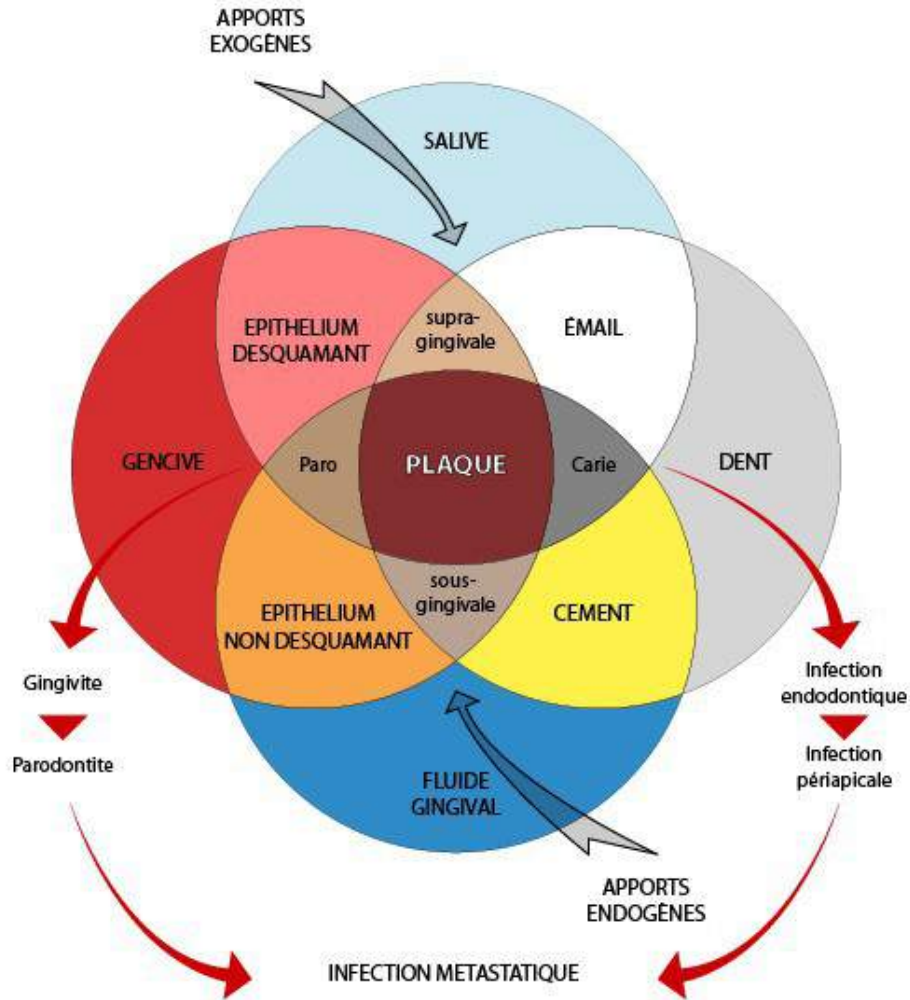 APPORTS
EXOGÈNES
SALIVE
EPITHELIUM
DESQUAMANT
supra-
gingivale
ÉMAIL
GENCIVE
Paro
PLAQUE
Carie
DENT
EPITHELIUM
NON DESQUAMANT
sous-
gingivale
CEMENT
Gingivite
Parodontite
Infection
endodontique
Infection
périapicale
FLUIDE
GINGIVAL
APPORTS
ENDOGÈNES
INFECTION METASTATIQUE